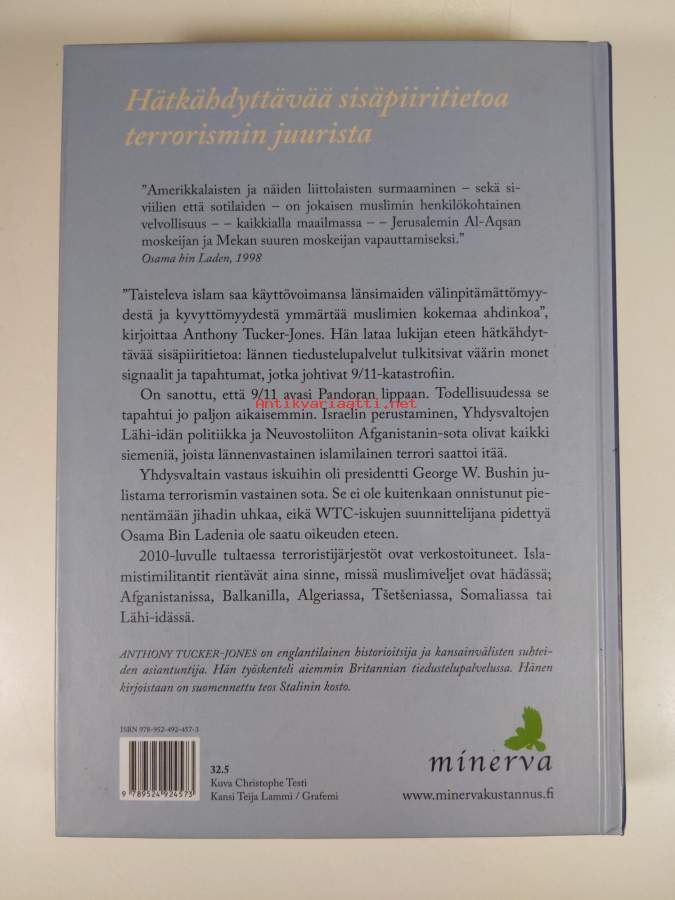 Hätkähdyttävää sisäpiiritietoa
terrorismin juurista
"Amerikkalaisten ja näiden liittolaisten surmaaminen – sekä si-
viilien että sotilaiden – on jokaisen muslimin henkilökohtainen
velvollisuus – – kaikkialla maailmassa – – Jerusalemin Al-Aqsan
moskeijan ja Mekan suuren moskeijan vapauttamiseksi."
Osama bin Laden, 1998
"Taisteleva islam saa käyttövoimansa länsimaiden välinpitämättömyy-
destä ja kyvyttömyydestä ymmärtää muslimien kokemaa ahdinkoa",
kirjoittaa Anthony Tucker-Jones. Hän lataa lukijan eteen hätkähdyt-
tävää sisäpiiritietoa: lännen tiedustelupalvelut tulkitsivat väärin monet
signaalit ja tapahtumat, jotka johtivat 9/11-katastrofiin.
On sanottu, että 9/11 avasi Pandoran lippaan. Todellisuudessa se
Antikvariaatti.net
tapahtui jo paljon aikaisemmin. Israelin perustaminen, Yhdysvaltojen
Lähi-idän politiikka ja Neuvostoliiton Afganistanin-sota olivat kaikki
siemeniä, joista lännenvastainen islamilainen terrori saattoi itää.
Yhdysvaltain vastaus iskuihin oli presidentti George W. Bushin ju-
listama terrorismin vastainen sota. Se ei ole kuitenkaan onnistunut pie-
nentämään jihadin uhkaa, eikä WTC-iskujen suunnittelijana pidettyä
Osama Bin Ladenia ole saatu oikeuden eteen.
2010-luvulle tultaessa terroristijärjestöt ovat verkostoituneet. Isla-
mistimilitantit rientävät aina sinne, missä muslimiveljet ovat hädässä;
Afganistanissa, Balkanilla, Algeriassa, Tšetšeniassa, Somaliassa tai
Lähi-idässä.
ANTHONY TUCKER-JONES on englantilainen historioitsija ja kansainvälisten suhtei-
den asiantuntija. Hän työskenteli aiemmin Britannian tiedustelupalvelussa. Hänen
kirjoistaan on suomennettu teos Stalinin kosto.
ISBN 978-952-492-457-3
9 789524 924573
32.5
Kuva Christophe Testi
Kansi Teija Lammi / Grafemi
minerva
www.minervakustannus.fi